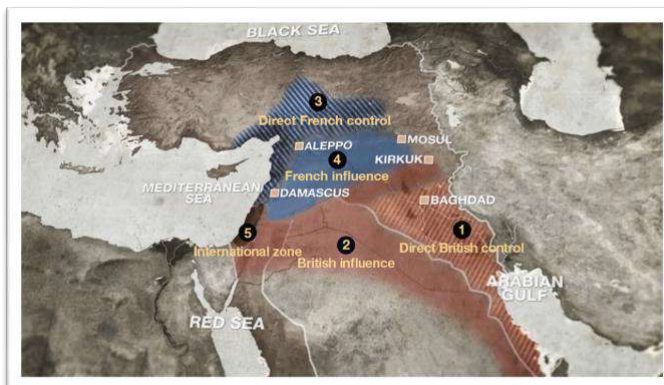 BLACK SEA
3
Direct French control
ALEPPO
MOSUL
4
KIRKUK
French influence
MEDITERRANEAN
SEA
DAMASCUS
BAGHDAD
5
International zone
2
British influence
1
Direct British control
ARABIAN
GULF
RED SEA